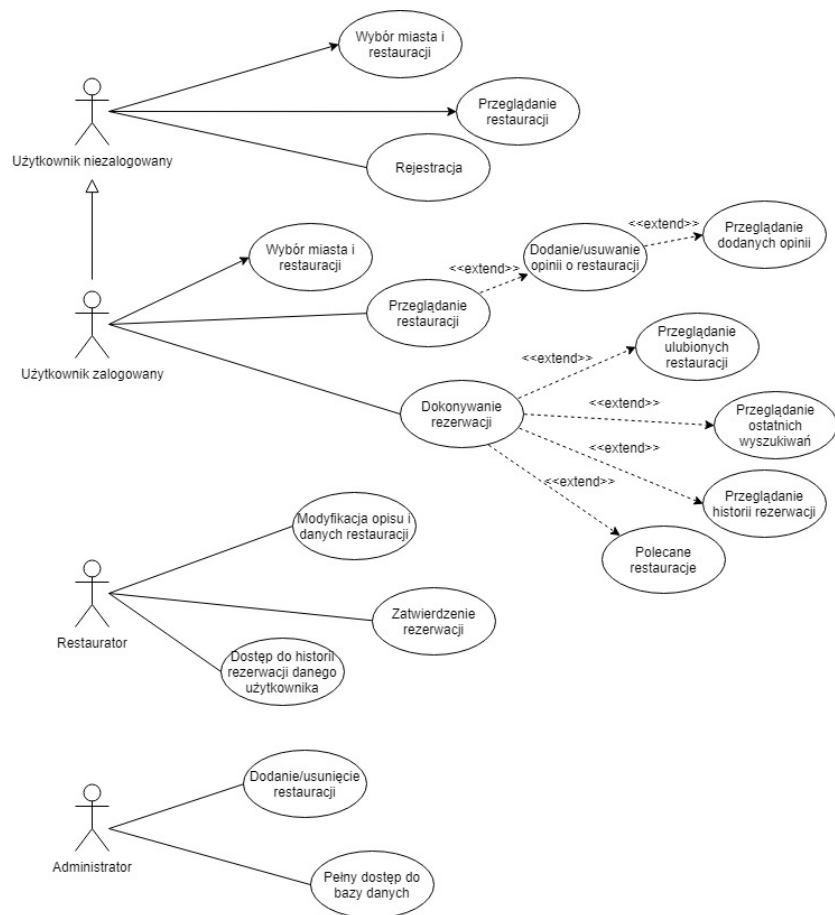 Wybór miasta i
restauracji
Przeglądanie
restauracji
Użytkownik niezalogowany
Rejestracja
Wybór miasta i
restauracji
<<extend>>
Dodanie/usuwanie
opinii o restauracji
<<extend>>
Przeglądanie
dodanych opinii
Przeglądanie
restauracji
Użytkownik zalogowany
Dokonywanie
rezerwacji
<<extend>>
Przeglądanie
ulubionych
restauracji
<<extend>>
Przeglądanie
ostatnich
wyszukiwań
<<extend>>
Przeglądanie
historii rezerwacji
<<extend>>
Polecane
restauracje
Modyfikacja opisu i
danych restauracji
Restaurator
Zatwierdzenie
rezerwacji
Dostęp do historii
rezerwacji danego
użytkownika
Dodanie/usunięcie
restauracji
Administrator
Pełny dostęp do
bazy danych